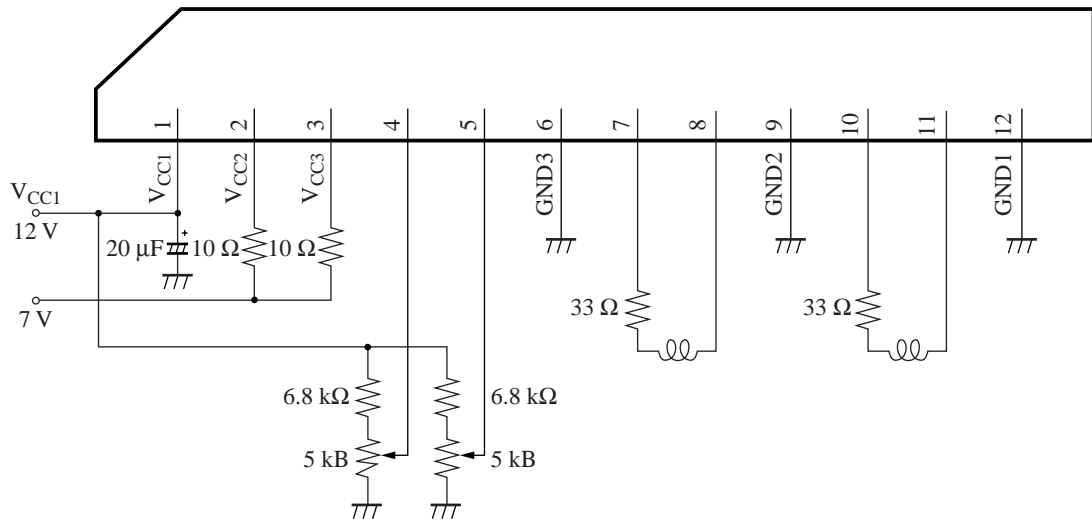 1 2 3 4 5 6 7 8 9 10 11 12
VCC1 VCC2 VCC3 GND3 GND2 GND1
VCC1
12 V
20 μF 10 Ω 10 Ω
7 V
33 Ω 33 Ω
6.8 kΩ 6.8 kΩ
5 kB 5 kB